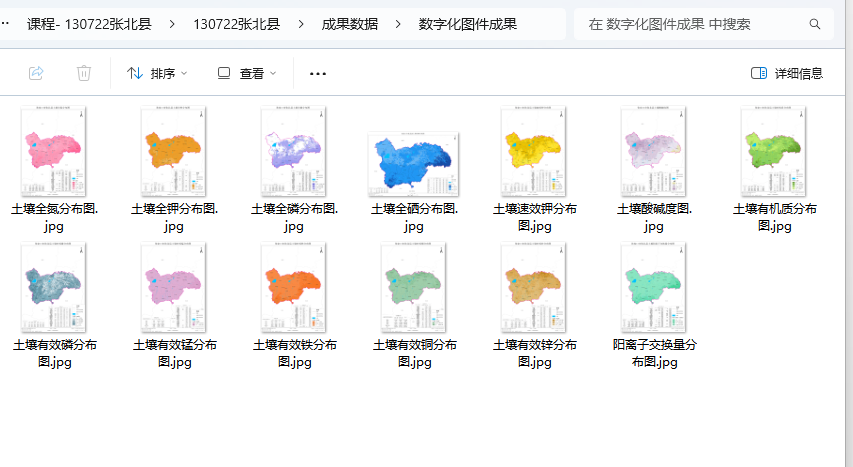 课程- 130722张北县 > 130722张北县 > 成果数据 > 数字化图件成果
在 数字化图件成果 中搜索
排序
查看
详细信息
土壤全氮分布图.
jpg
土壤全钾分布图.
jpg
土壤全磷分布图.
jpg
土壤全硒分布图.
jpg
土壤速效钾分布
图.jpg
土壤酸碱度图.
jpg
土壤有机质分布
图.jpg
土壤有效磷分布
图.jpg
土壤有效锰分布
图.jpg
土壤有效铁分布
图.jpg
土壤有效铜分布
图.jpg
土壤有效锌分布
图.jpg
阳离子交换量分
布图.jpg